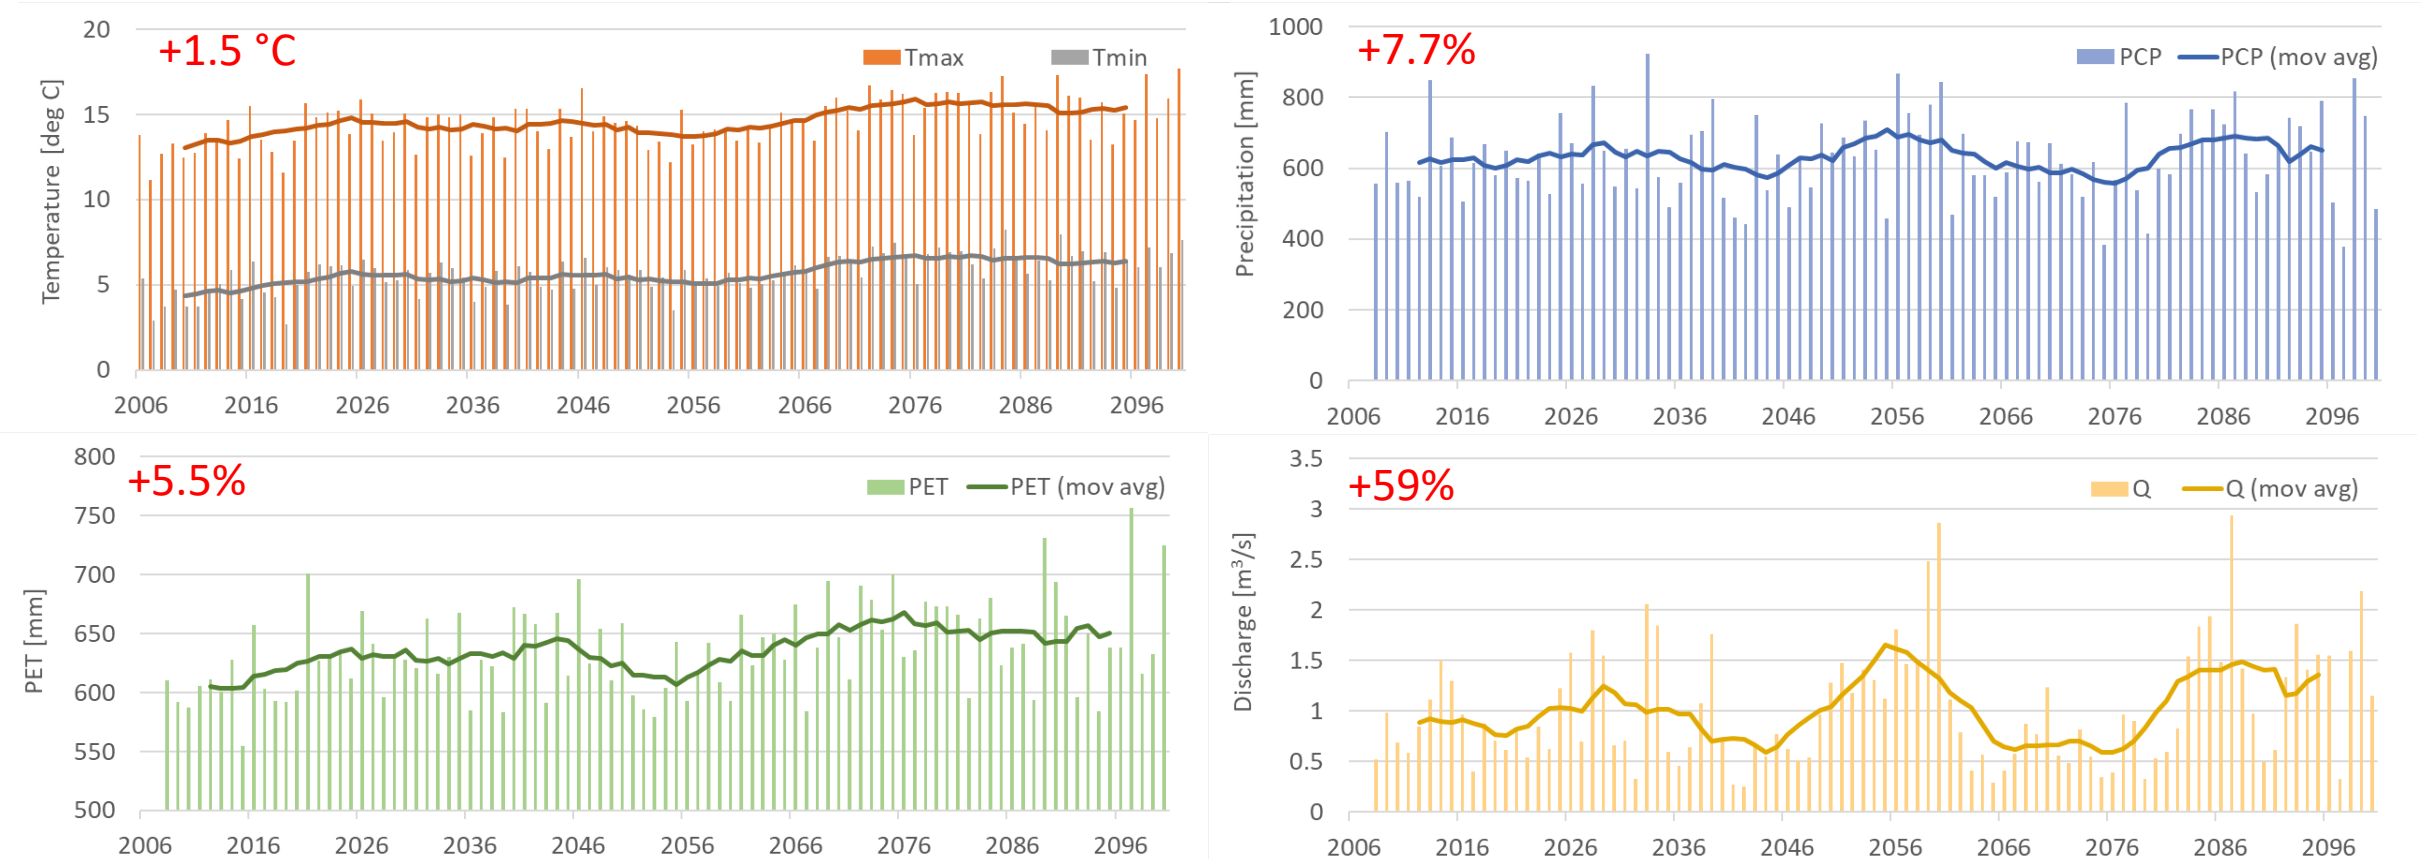 +1.5 °C
Tmax
Tmin
Temperature [deg C]
20
15
10
5
0
2006 2016 2026 2036 2046 2056 2066 2076 2086 2096
+7.7%
PCP
PCP (mov avg)
Precipitation [mm]
1000
800
600
400
200
0
2006 2016 2026 2036 2046 2056 2066 2076 2086 2096
+5.5%
PET
PET (mov avg)
PET [mm]
800
750
700
650
600
550
500
2006 2016 2026 2036 2046 2056 2066 2076 2086 2096
+59%
Q
Q (mov avg)
Discharge [m³/s]
3.5
3
2.5
2
1.5
1
0.5
0
2006 2016 2026 2036 2046 2056 2066 2076 2086 2096